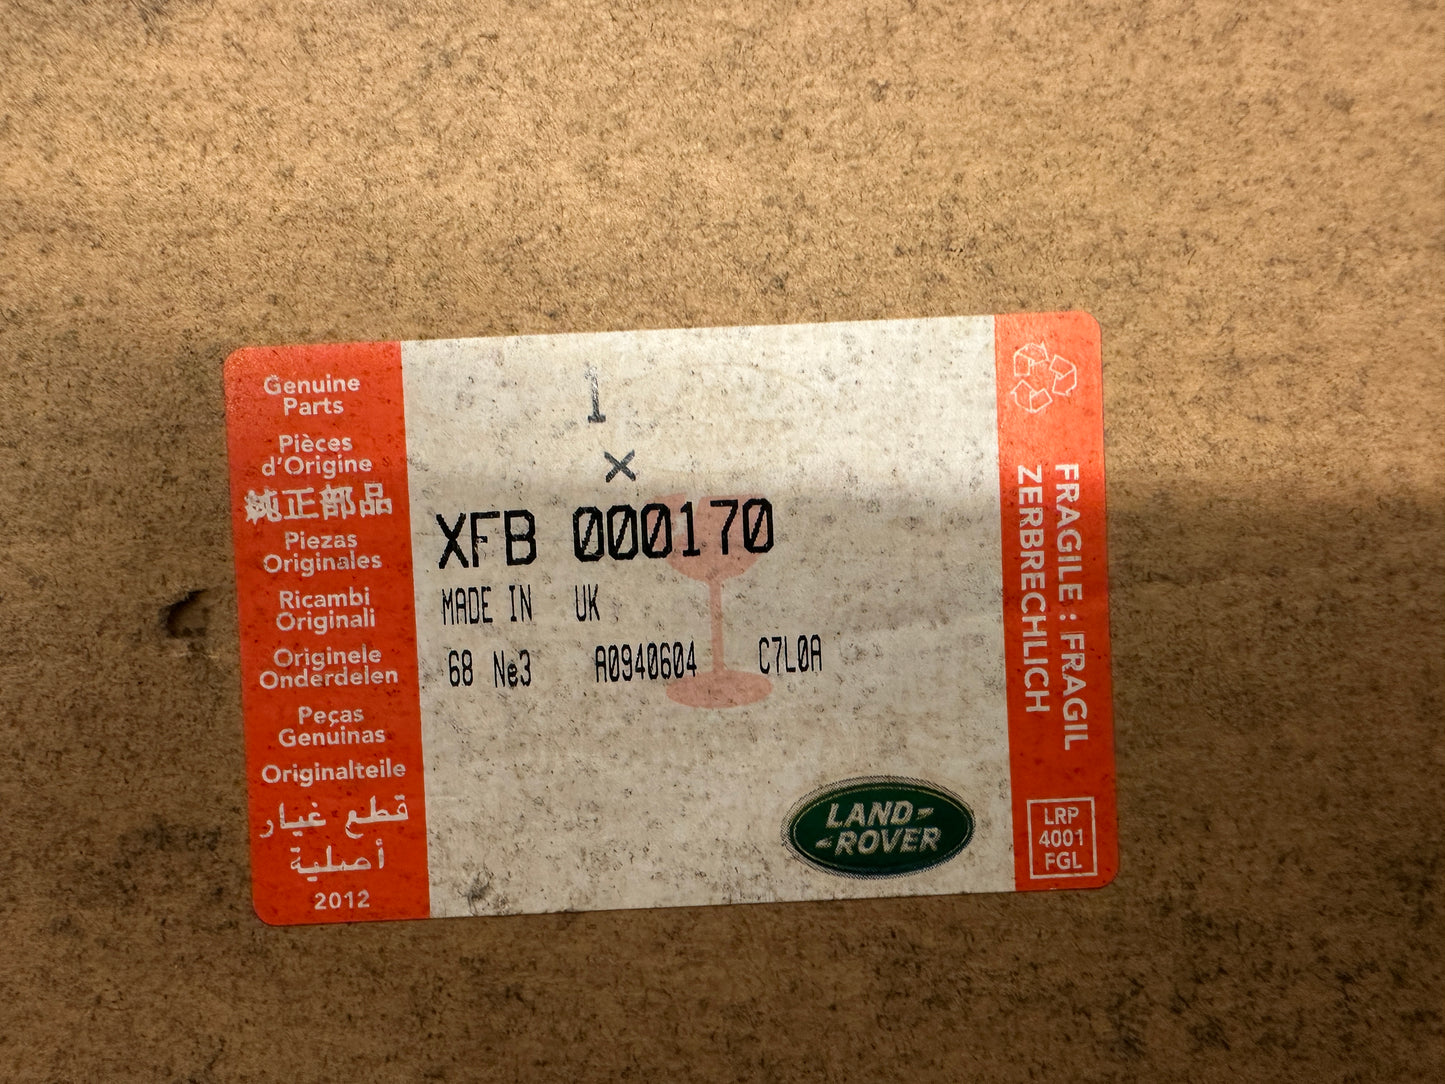 Genuine
Parts
Pièces
d'Origine
純正部品
Piezas
Originales
Ricambi
Originali
Originele
Onderdelen
Peças
Genuinas
Originalteile
قطع غيار
أصلية
2012
1
x
XFB 000170
MADE IN UK
68 Ne3 A0940604 C7L0A
LAND-
-ROVER
FRAGILE : FRAGIL
ZERBRECHLICH
LRP
4001
FGL